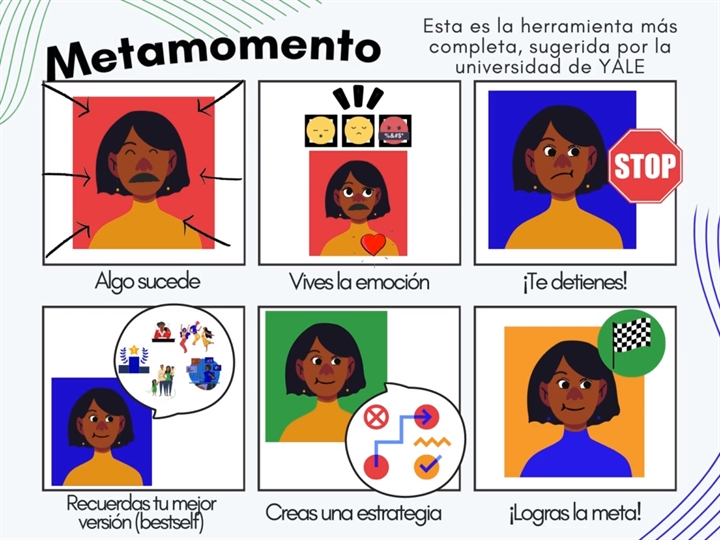 Metamomento
Esta es la herramienta más
completa, sugerida por la
universidad de YALE
%&#$*
STOP
Algo sucede
Vives la emoción
¡Te detienes!
Recuerdas tu mejor
versión (bestself)
Creas una estrategia
¡Logras la meta!